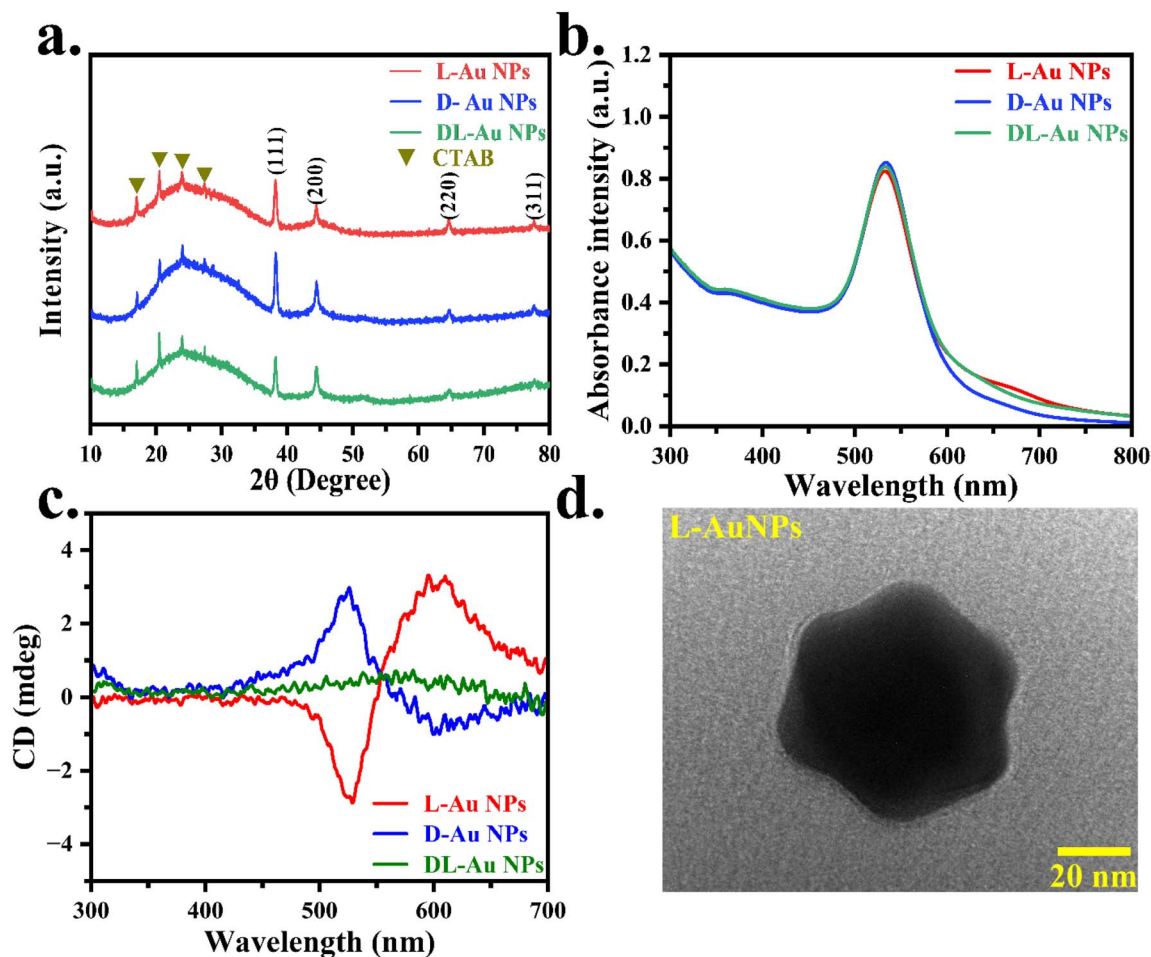 a.
L-Au NPs
D- Au NPs
DL-Au NPs
CTAB
(111)
(200)
(220)
(311)
Intensity (a.u.)
10 20 30 40 50 60 70 80
2θ (Degree)
b.
L-Au NPs
D-Au NPs
DL-Au NPs
1.2
1.0
0.8
0.6
0.4
0.2
0.0
Absorbance intensity (a.u.)
300 400 500 600 700 800
Wavelength (nm)
c.
4
2
0
−2
−4
CD (mdeg)
L-Au NPs
D-Au NPs
DL-Au NPs
300 400 500 600 700
Wavelength (nm)
d.
L-AuNPs
20 nm